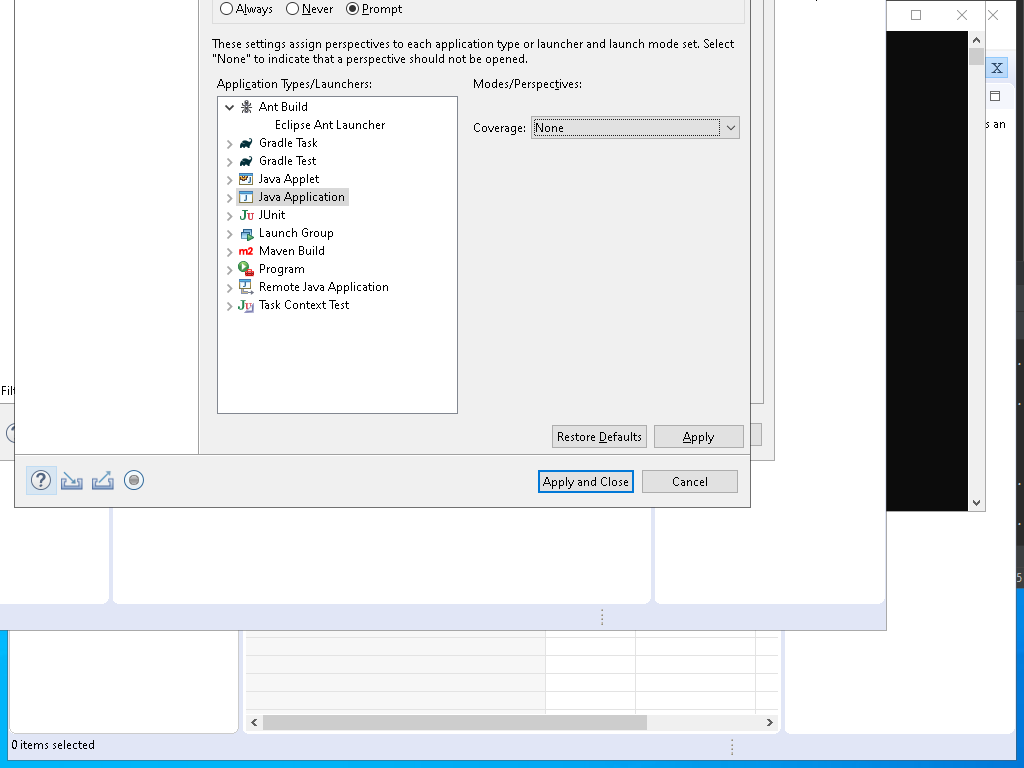 Always Never Prompt
These settings assign perspectives to each application type or launcher and launch mode set. Select
"None" to indicate that a perspective should not be opened.
Application Types/Launchers:
Modes/Perspectives:
Ant Build
Eclipse Ant Launcher
Gradle Task
Gradle Test
Java Applet
Java Application
JUnit
Launch Group
Maven Build
Program
Remote Java Application
Task Context Test
Coverage: None
X
s an
Filt
Restore Defaults Apply
Apply and Close Cancel
5
0 items selected